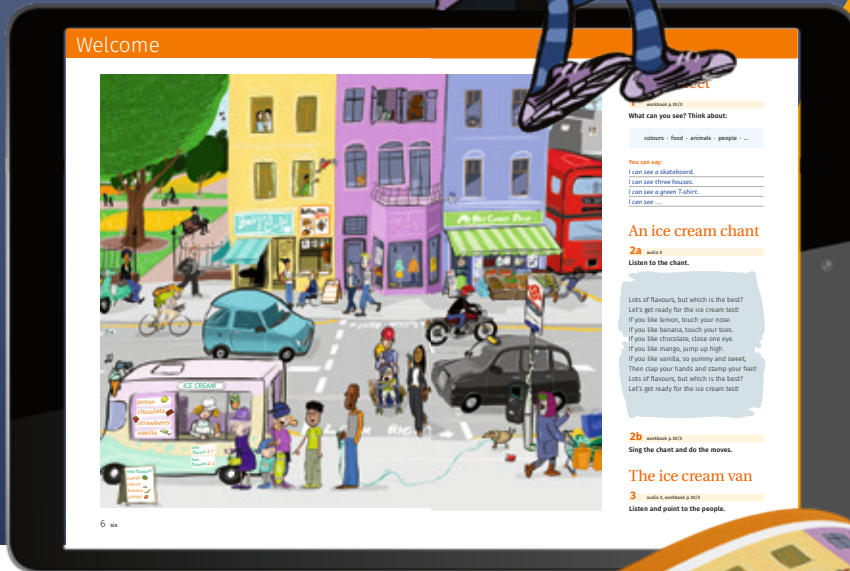 Welcome
ICE CREAM
lemon
chocolate
strawberry
vanilla
new flavours
mango
banana
LOOK RIGHT
6 six
1 workbook p.XX/X
What can you see? Think about:
colours · food · animals · people · ...
You can say:
I can see a skateboard.
I can see three houses.
I can see a green T-shirt.
I can see ...
An ice cream chant
2a audio X
Listen to the chant.
Lots of flavours, but which is the best?
Let's get ready for the ice cream test!
If you like lemon, touch your nose.
If you like banana, touch your toes.
If you like chocolate, close one eye.
If you like mango, jump up high.
If you like vanilla, so yummy and sweet,
Then clap your hands and stamp your feet!
Lots of flavours, but which is the best?
Let's get ready for the ice cream test!
2b workbook p.XX/X
Sing the chant and do the moves.
The ice cream van
3 audio X, workbook p.XX/X
Listen and point to the people.